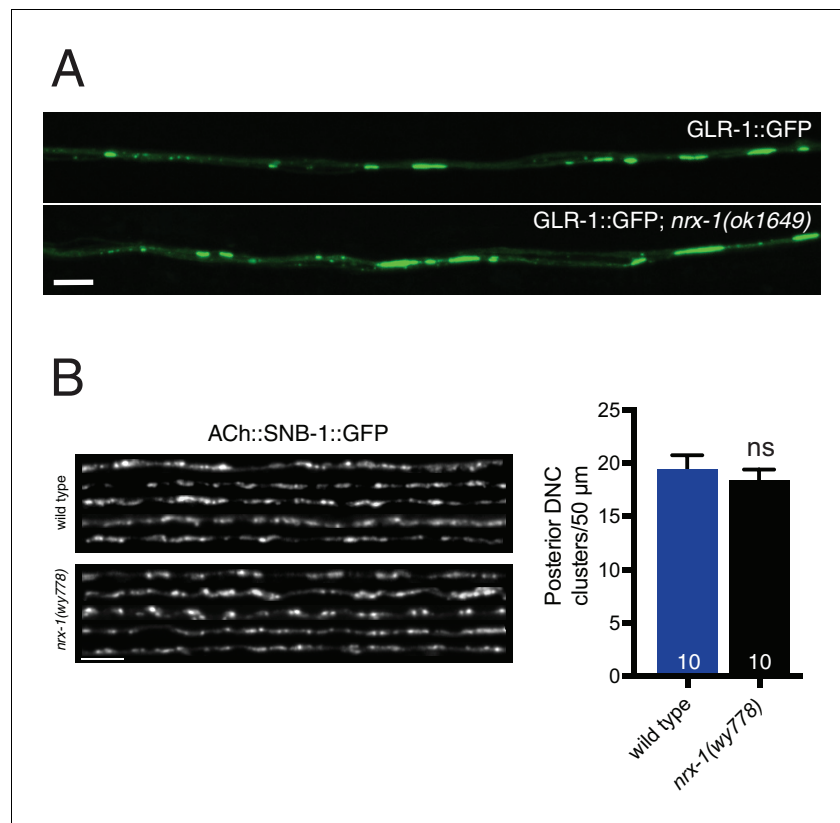 A
GLR-1::GFP
GLR-1::GFP; nrx-1(ok1649)
B
ACh::SNB-1::GFP
wild type
nrx-1(wy778)
Posterior DNC
clusters/50 µm
25
20
15
10
5
0
ns
10
10
wild type
nrx-1(wy778)